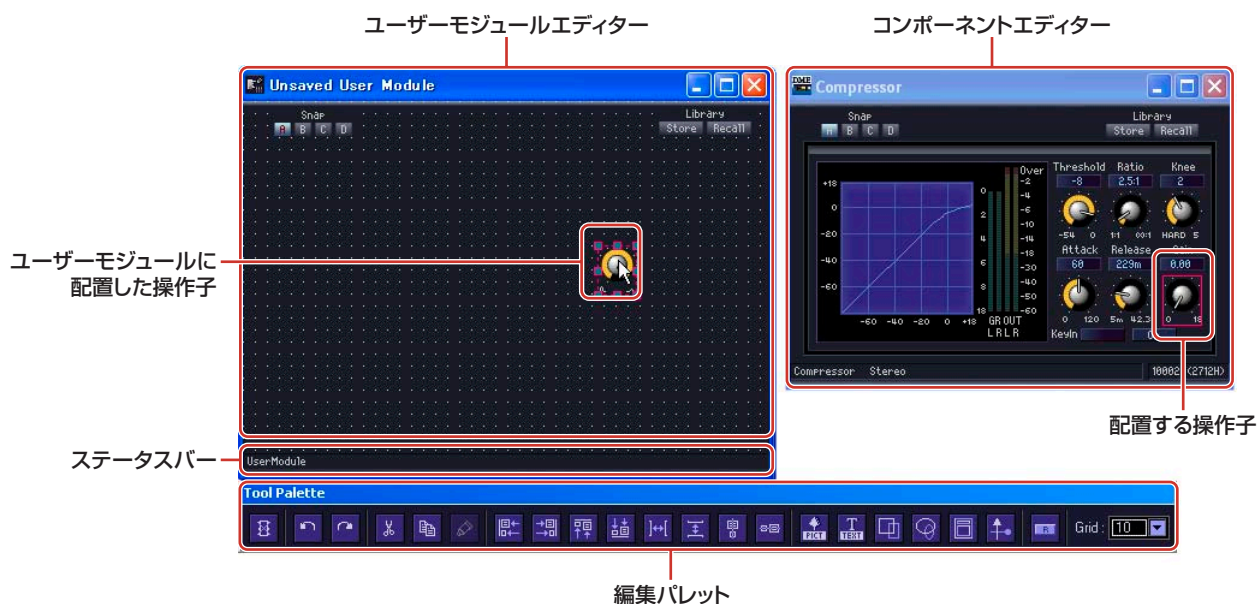 ユーザーモジュールエディター
コンポーネントエディター
Unsaved User Module
Snap
A B C D
Library
Store Recall
ユーザーモジュールに
配置した操作子
ステータスバー
UserModule
DME
Compressor
Snap
A B C D
Library
Store Recall
+18
0
-20
-40
-60
-60 -40 -20 0 +18
0
2
4
6
8
18
Over
-2
-4
-6
-10
-14
-18
-30
-40
-50
-60
GR OUT
L R L R
Threshold Ratio Knee
-8 2.5:1 2
-54 0 1:1 ∞:1 HARD 5
Attack Release
60 229m 0.00
0 120 5m 42.3 0 18
KeyIn
Compressor Stereo
配置する操作子
Tool Palette
PICT
T
TEXT
R
Grid : 10
編集パレット